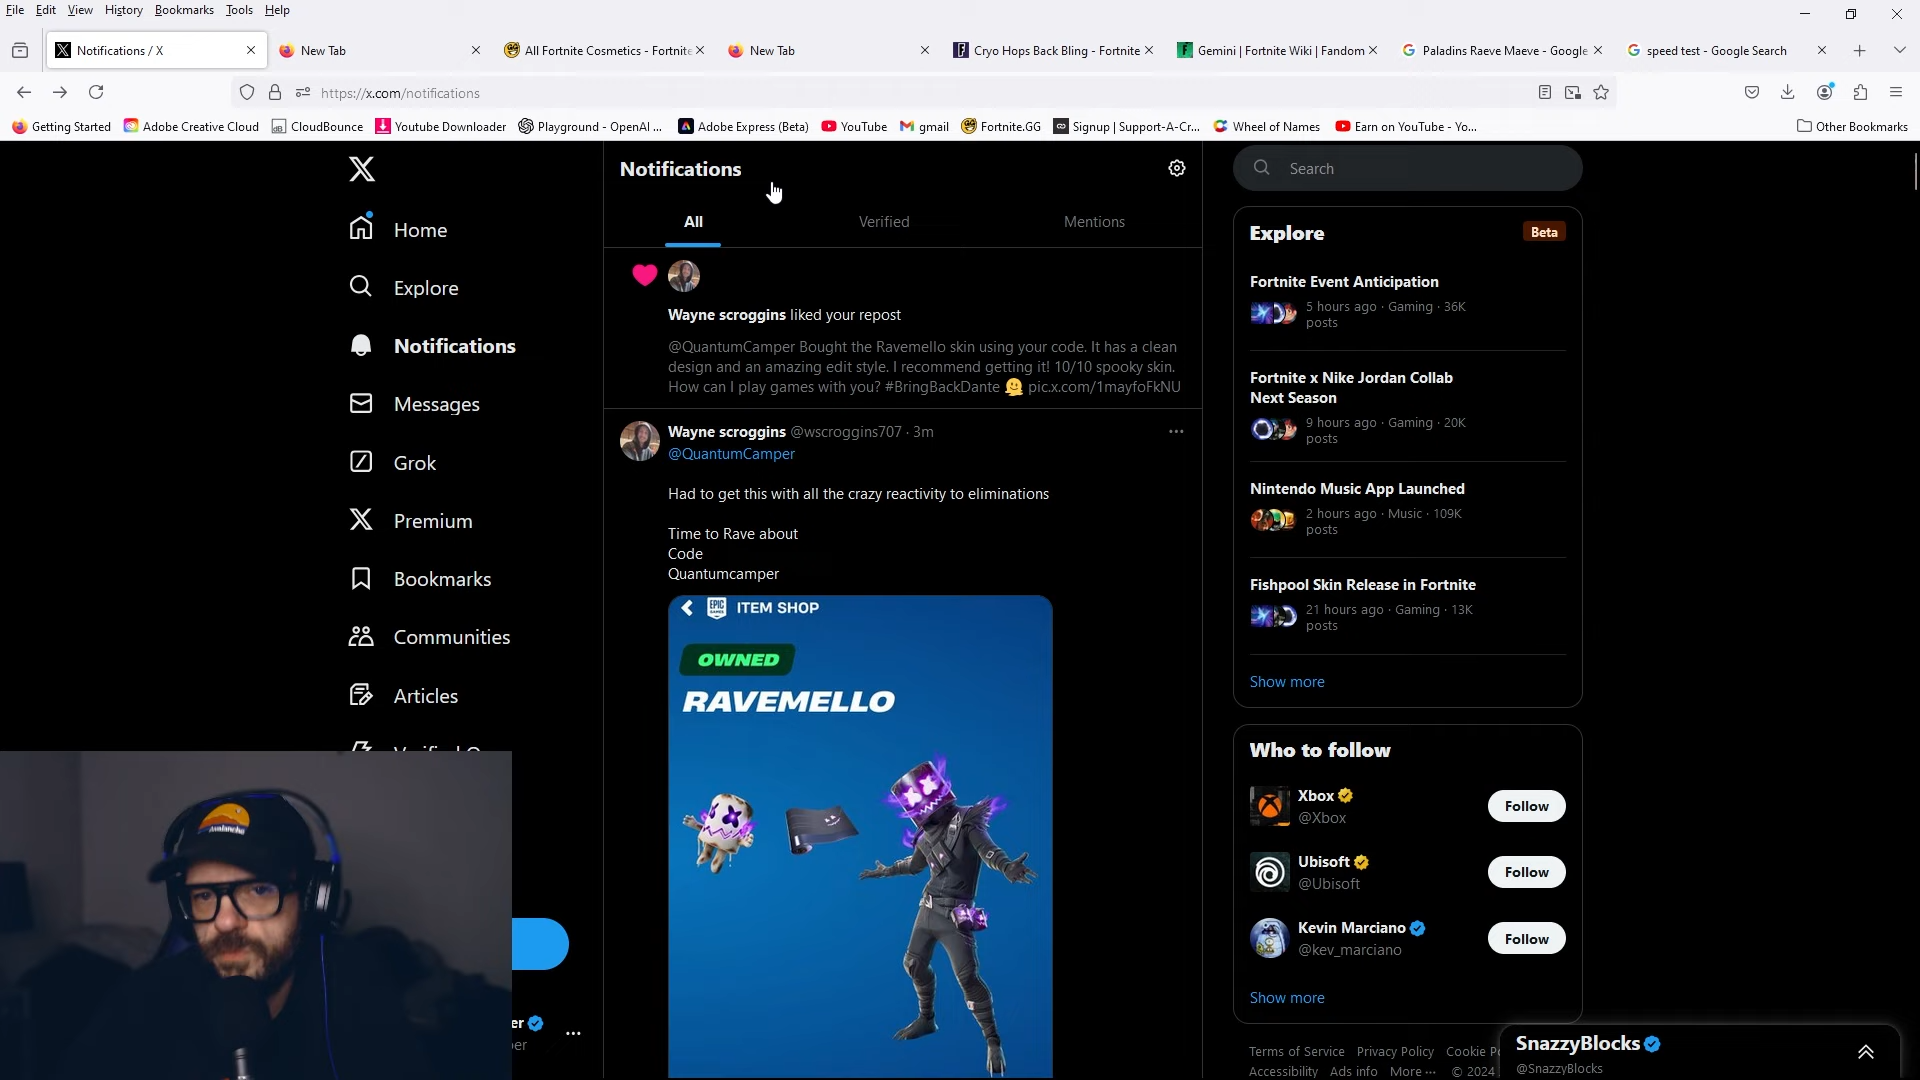 File Edit View History Bookmarks Tools Help
Notifications / X
New Tab
All Fortnite Cosmetics - Fortnite
New Tab
Cryo Hops Back Bling - Fortnite
Gemini | Fortnite Wiki | Fandom
Paladins Raeve Maeve - Google
speed test - Google Search
https://x.com/notifications
Getting Started
Adobe Creative Cloud
CloudBounce
Youtube Downloader
Playground - OpenAI ...
Adobe Express (Beta)
YouTube
gmail
Fortnite.GG
Signup | Support-A-Cr...
Wheel of Names
Earn on YouTube - Yo...
Other Bookmarks
Home
Explore
Notifications
Messages
Grok
Premium
Bookmarks
Communities
Articles
Notifications
All
Verified
Mentions
Wayne scroggins liked your repost
@QuantumCamper Bought the Ravemello skin using your code. It has a clean
design and an amazing edit style. I recommend getting it! 10/10 spooky skin.
How can I play games with you? #BringBackDante 🫠 pic.x.com/1mayfoFkNU
Wayne scroggins @wscroggins707 · 3m
@QuantumCamper
Had to get this with all the crazy reactivity to eliminations
Time to Rave about
Code
Quantumcamper
EPIC GAMES ITEM SHOP
OWNED
RAVEMELLO
Search
Explore
Beta
Fortnite Event Anticipation
5 hours ago · Gaming · 36K
posts
Fortnite x Nike Jordan Collab
Next Season
9 hours ago · Gaming · 20K
posts
Nintendo Music App Launched
2 hours ago · Music · 109K
posts
Fishpool Skin Release in Fortnite
21 hours ago · Gaming · 13K
posts
Show more
Who to follow
Xbox
@Xbox
Follow
Ubisoft
@Ubisoft
Follow
Kevin Marciano
@kev_marciano
Follow
Show more
Terms of Service Privacy Policy Cookie
Accessibility Ads info More ··· © 2024
SnazzyBlocks
@SnazzyBlocks
er
per
Avalanche